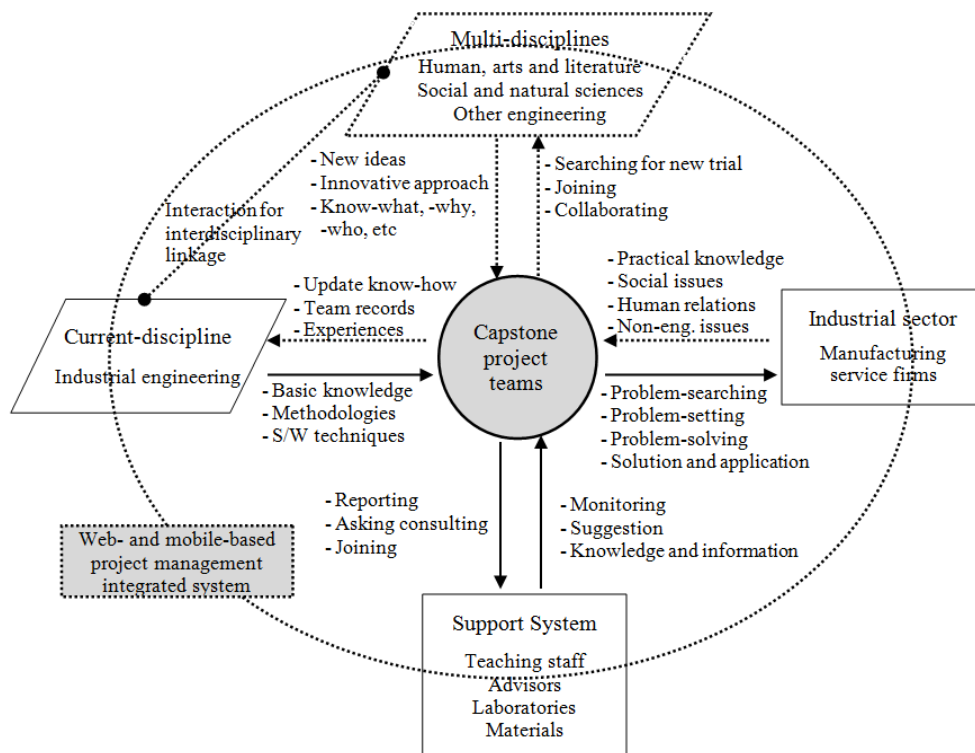 Multi-disciplines
Human, arts and literature
Social and natural sciences
Other engineering
- New ideas
- Innovative approach
- Know-what, -why,
-who, etc
- Searching for new trial
- Joining
- Collaborating
Interaction for
interdisciplinary
linkage
- Update know-how
- Team records
- Experiences
- Practical knowledge
- Social issues
- Human relations
- Non-eng. issues
Current-discipline
Industrial engineering
Capstone
project
teams
Industrial sector
Manufacturing
service firms
- Basic knowledge
- Methodologies
- S/W techniques
- Problem-searching
- Problem-setting
- Problem-solving
- Solution and application
- Reporting
- Asking consulting
- Joining
- Monitoring
- Suggestion
- Knowledge and information
Web- and mobile-based
project management
integrated system
Support System
Teaching staff
Advisors
Laboratories
Materials